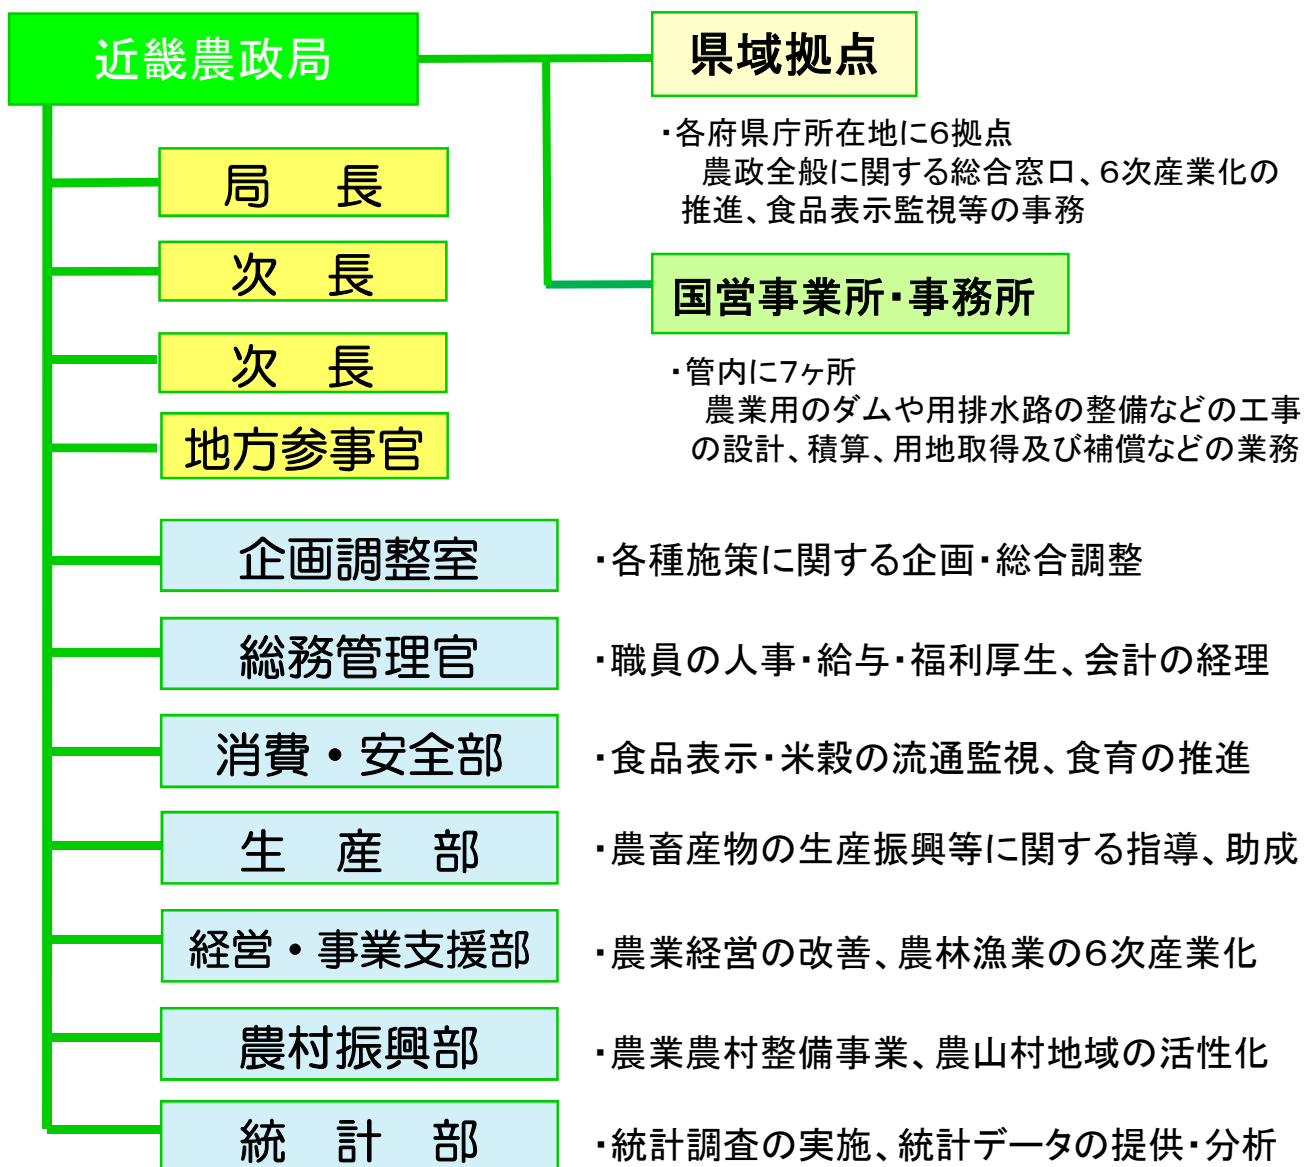 近畿農政局
県域拠点
・各府県庁所在地に６拠点
農政全般に関する総合窓口、６次産業化の
推進、食品表示監視等の事務
国営事業所・事務所
・管内に７ヶ所
農業用のダムや用排水路の整備などの工事
の設計、積算、用地取得及び補償などの業務
局　長
次　長
次　長
地方参事官
企画調整室
・各種施策に関する企画・総合調整
総務管理官
・職員の人事・給与・福利厚生、会計の経理
消費・安全部
・食品表示・米穀の流通監視、食育の推進
生　産　部
・農畜産物の生産振興等に関する指導、助成
経営・事業支援部
・農業経営の改善、農林漁業の６次産業化
農村振興部
・農業農村整備事業、農山村地域の活性化
統　計　部
・統計調査の実施、統計データの提供・分析